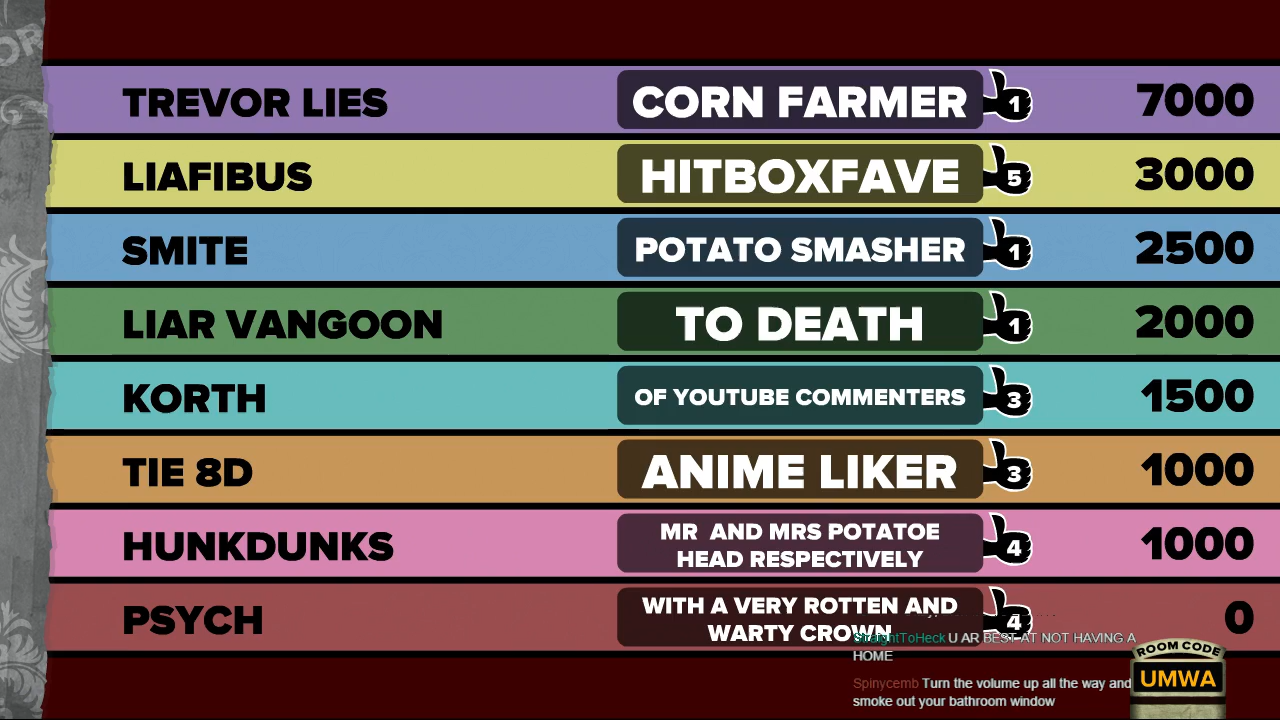 TREVOR LIES CORN FARMER 1 7000
LIAFIBUS HITBOXFAVE 5 3000
SMITE POTATO SMASHER 1 2500
LIAR VANGOON TO DEATH 1 2000
KORTH OF YOUTUBE COMMENTERS 3 1500
TIE 8D ANIME LIKER 3 1000
HUNKDUNKS MR AND MRS POTATOE
HEAD RESPECTIVELY 4 1000
PSYCH WITH A VERY ROTTEN AND
WARTY CROWN 4 0
StraightToHeck U AR BEST AT NOT HAVING A
HOME
Spinycemb Turn the volume up all the way and
smoke out your bathroom window
ROOM CODE
UMWA